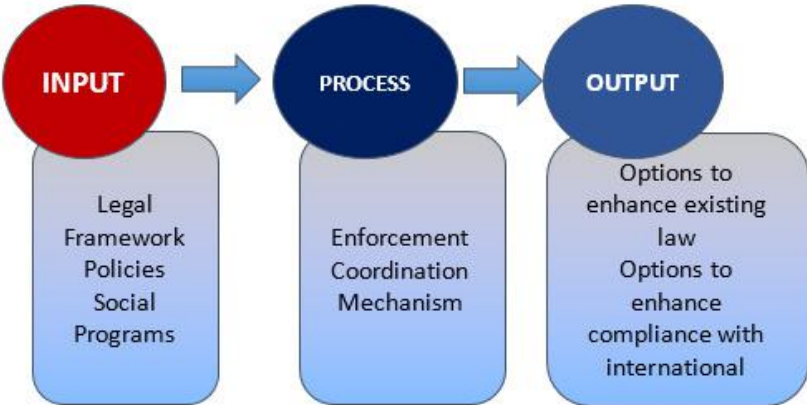 INPUT
PROCESS
OUTPUT
Legal
Framework
Policies
Social
Programs
Enforcement
Coordination
Mechanism
Options to
enhance existing
law
Options to
enhance
compliance with
international